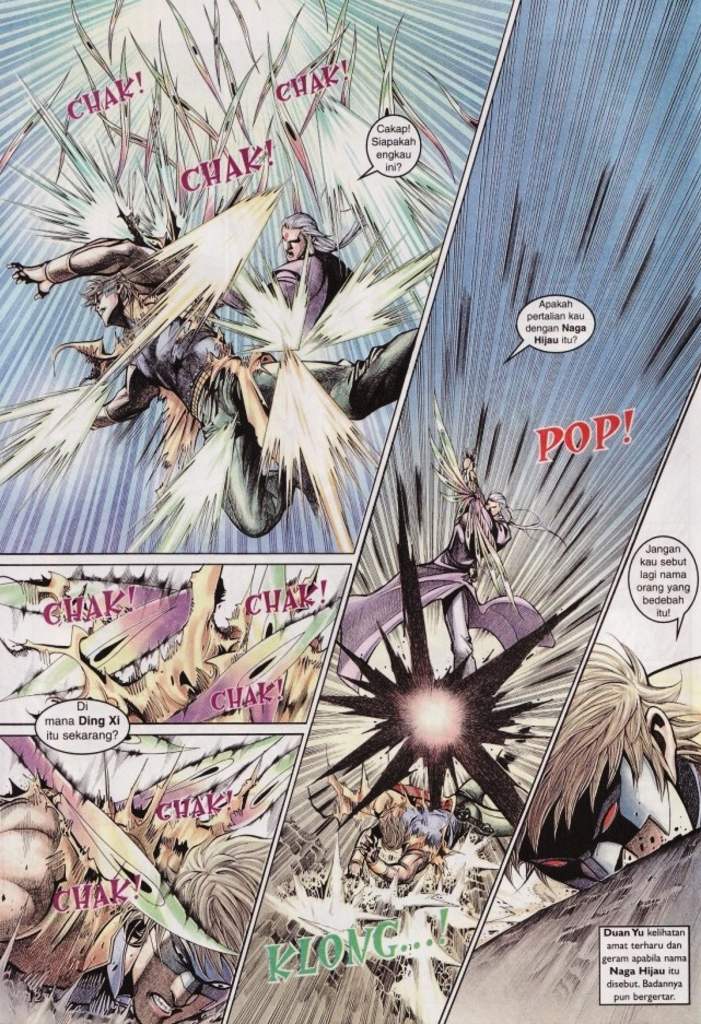 CHAK!
CHAK!
CHAK!
Cakap!
Siapakah
engkau
ini?
CHAK!
CHAK!
CHAK!
Di
mana Ding Xi
itu sekarang?
CHAK!
CHAK!
12
Apakah
pertalian kau
dengan Naga
Hijau itu?
POP!
KLONG...!
Jangan
kau sebut
lagi nama
orang yang
bedebah
itu!
Duan Yu kelihatan
amat terharu dan
geram apabila nama
Naga Hijau itu
disebut. Badannya
pun bergertar.